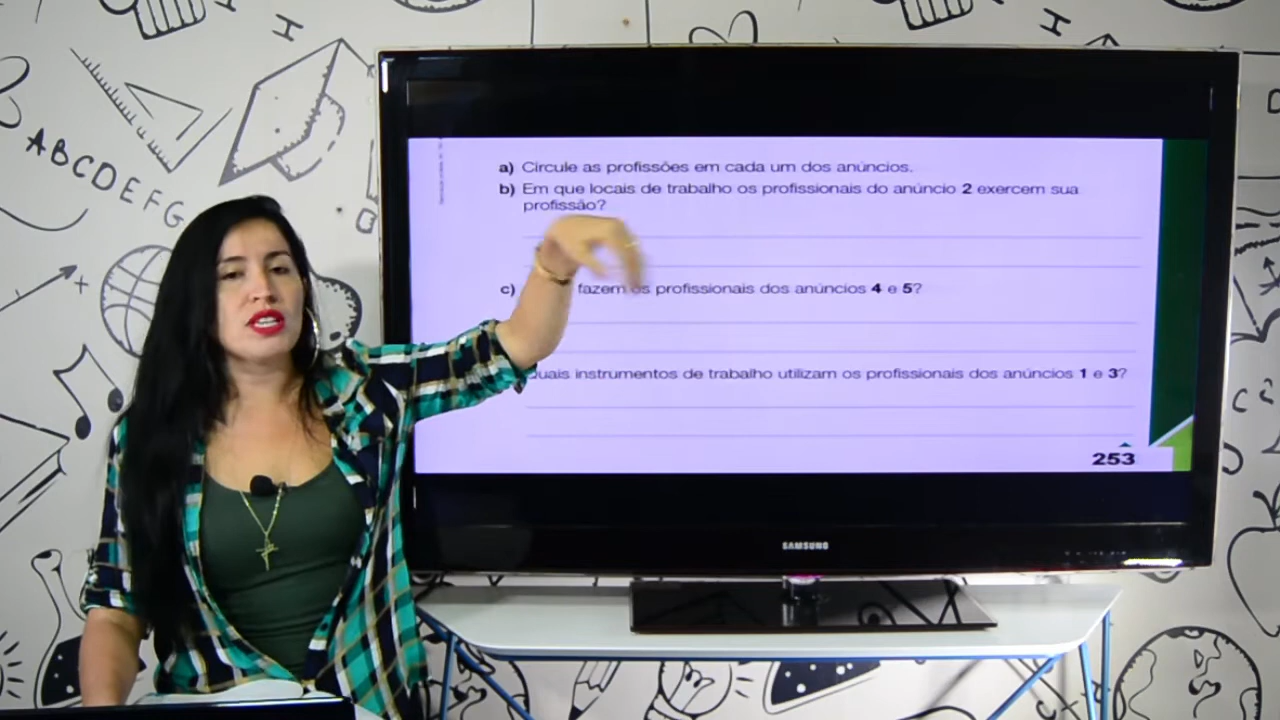 ABCDEFG
a) Circule as profissões em cada um dos anúncios.
b) Em que locais de trabalho os profissionais do anúncio 2 exercem sua
profissão?
c) fazem os profissionais dos anúncios 4 e 5?
quais instrumentos de trabalho utilizam os profissionais dos anúncios 1 e 3?
253
SAMSUNG